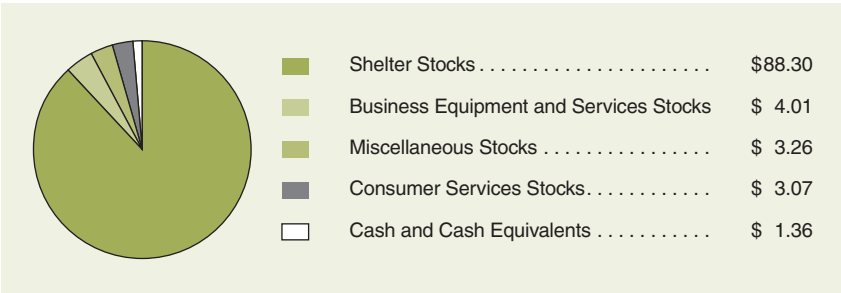 Shelter Stocks . . . . . . . . . . . . . . . . . . . . . . $88.30
Business Equipment and Services Stocks $ 4.01
Miscellaneous Stocks . . . . . . . . . . . . . . . . $ 3.26
Consumer Services Stocks. . . . . . . . . . . . $ 3.07
Cash and Cash Equivalents . . . . . . . . . . . $ 1.36